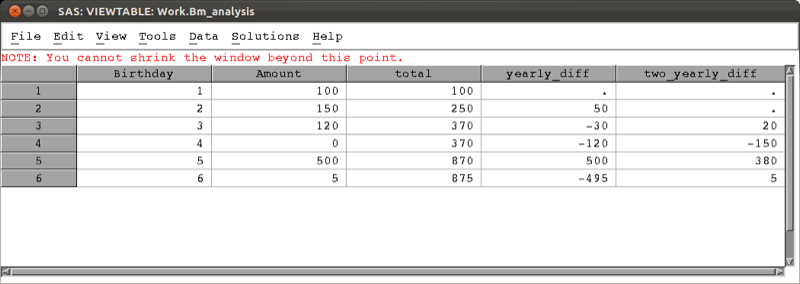 SAS: VIEWTABLE: Work.Bm_analysis
File Edit View Tools Data Solutions Help
NOTE: You cannot shrink the window beyond this point.
Birthday Amount total yearly_diff two_yearly_diff
1 1 100 100 . .
2 2 150 250 50 .
3 3 120 370 -30 20
4 4 0 370 -120 -150
5 5 500 870 500 380
6 6 5 875 -495 5